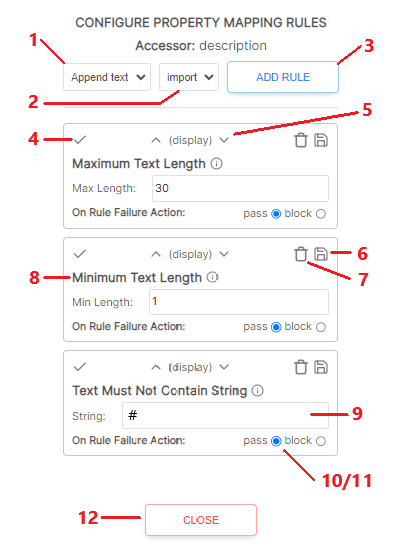 CONFIGURE PROPERTY MAPPING RULES
Accessor: description
1
3
Append text import ADD RULE
2
5
4 (display)
Maximum Text Length
Max Length: 30
On Rule Failure Action: pass block
(display) 6
7
8 Minimum Text Length
Min Length: 1
On Rule Failure Action: pass block
(display)
Text Must Not Contain String
String: # 9
On Rule Failure Action: pass block
10/11
12 CLOSE